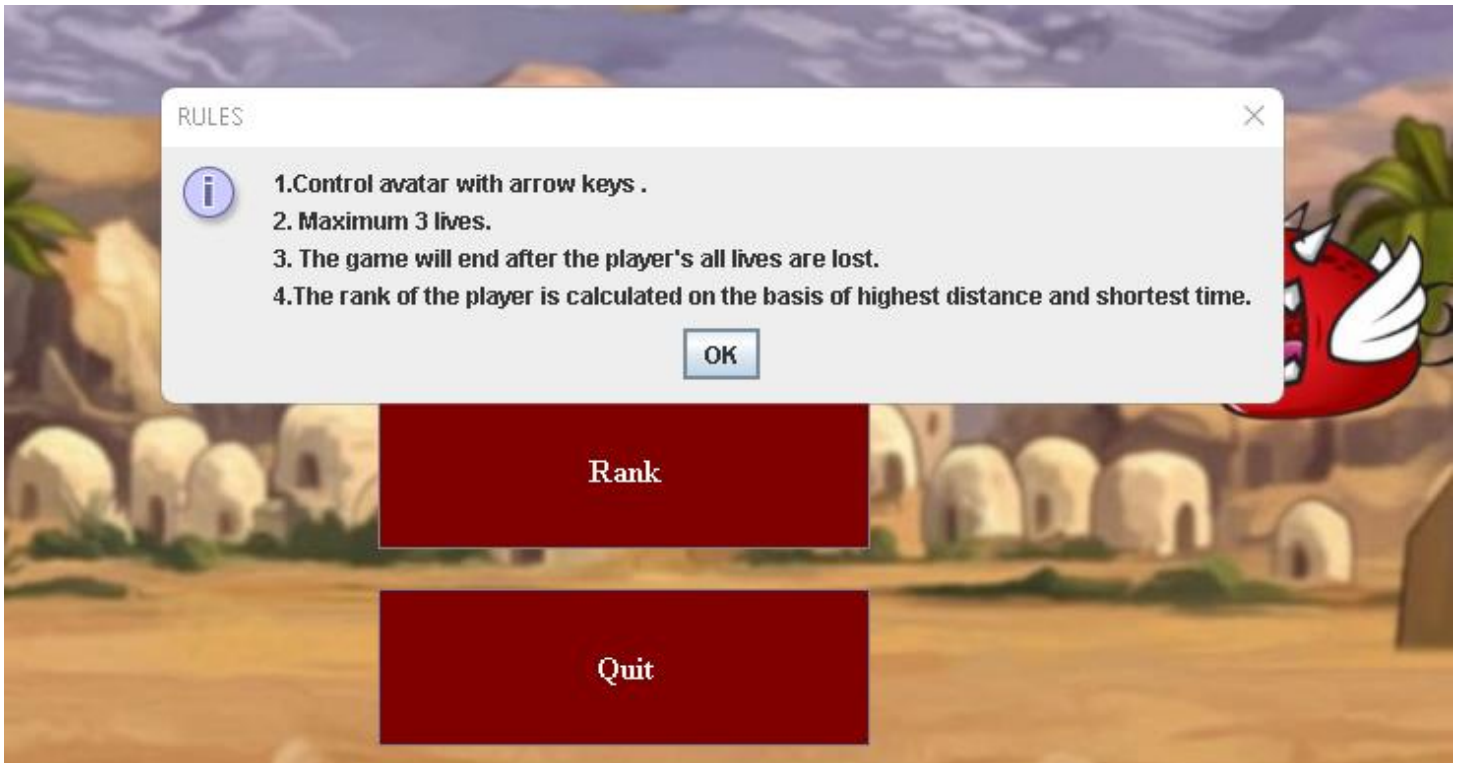 RULES
1.Control avatar with arrow keys .
2. Maximum 3 lives.
3. The game will end after the player's all lives are lost.
4.The rank of the player is calculated on the basis of highest distance and shortest time.
OK
Rank
Quit